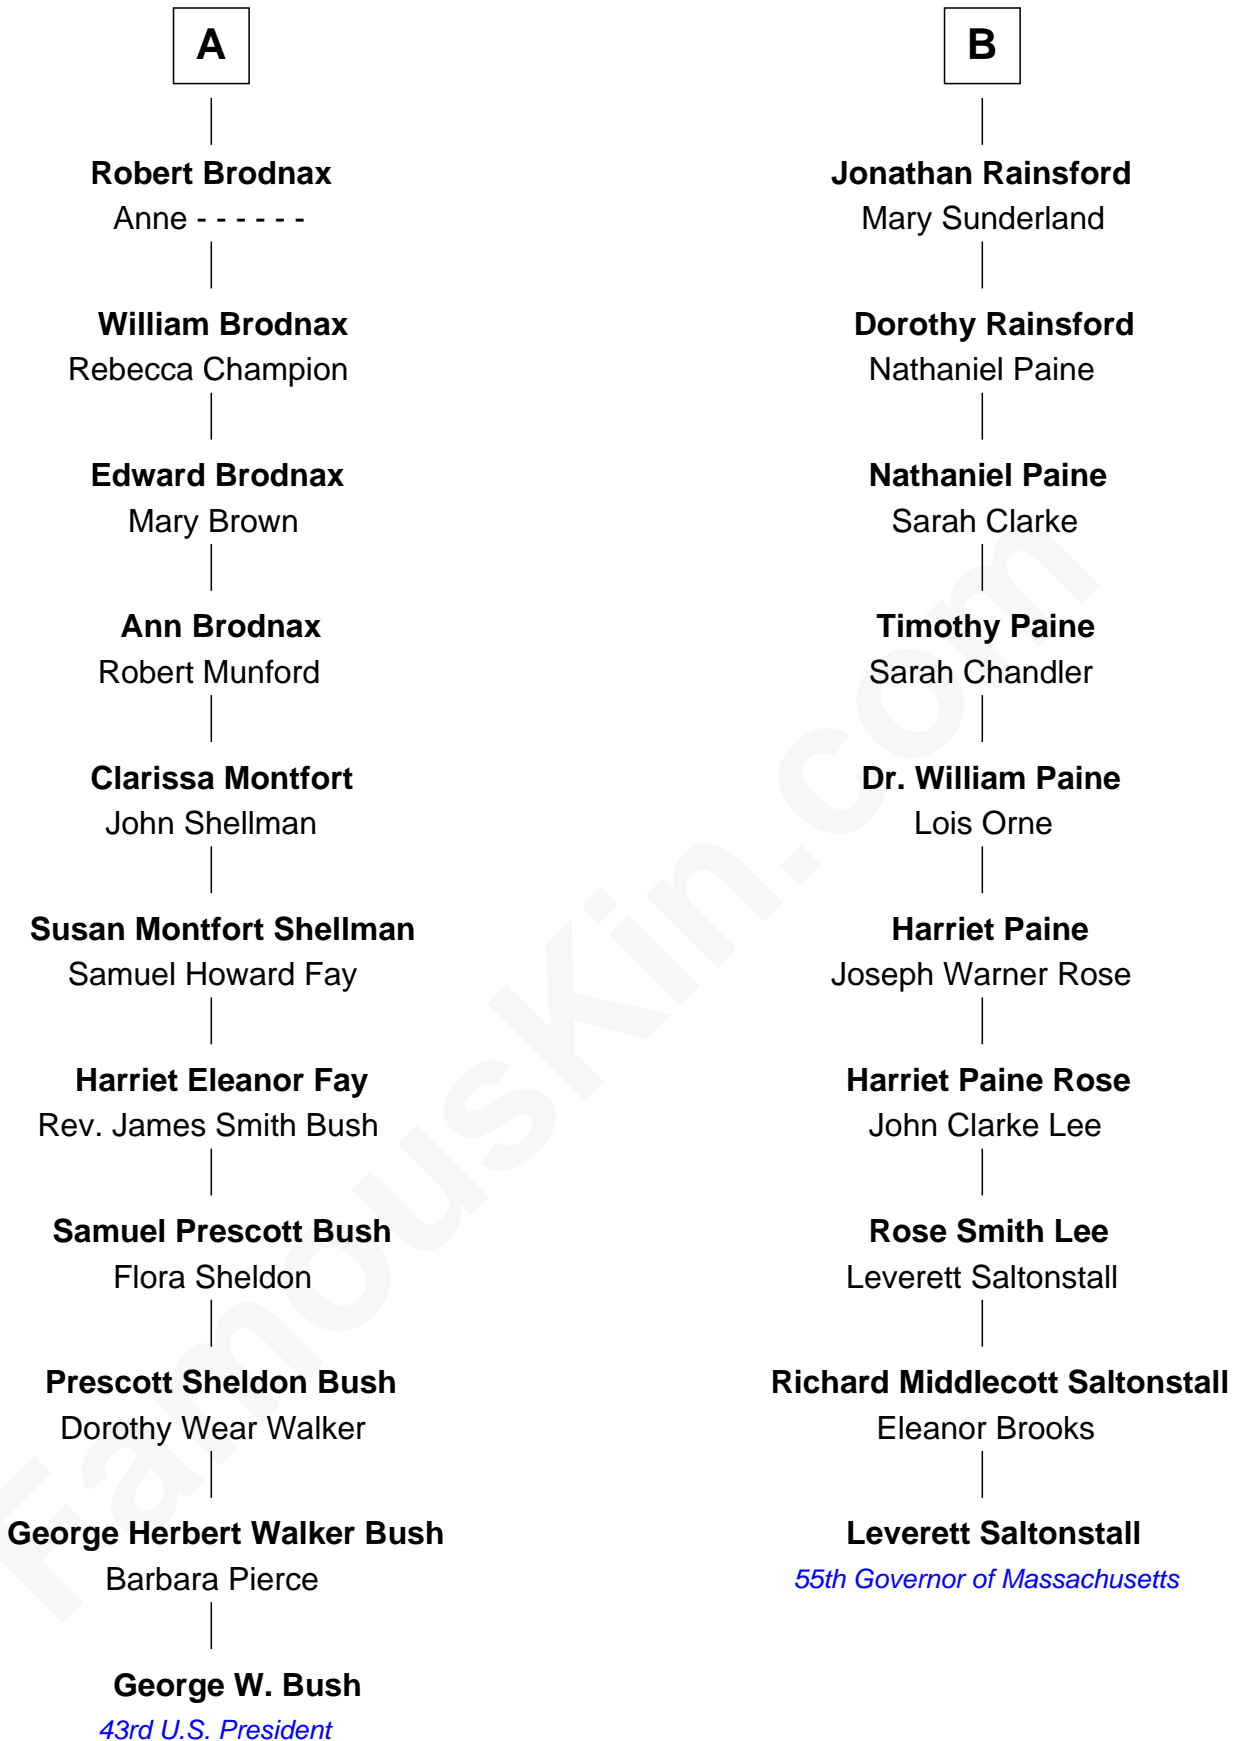 A
Robert Brodnax
Anne - - - - - -
William Brodnax
Rebecca Champion
Edward Brodnax
Mary Brown
Ann Brodnax
Robert Munford
Clarissa Montfort
John Shellman
Susan Montfort Shellman
Samuel Howard Fay
Harriet Eleanor Fay
Rev. James Smith Bush
Samuel Prescott Bush
Flora Sheldon
Prescott Sheldon Bush
Dorothy Wear Walker
George Herbert Walker Bush
Barbara Pierce
George W. Bush
43rd U.S. President
B
Jonathan Rainsford
Mary Sunderland
Dorothy Rainsford
Nathaniel Paine
Nathaniel Paine
Sarah Clarke
Timothy Paine
Sarah Chandler
Dr. William Paine
Lois Orne
Harriet Paine
Joseph Warner Rose
Harriet Paine Rose
John Clarke Lee
Rose Smith Lee
Leverett Saltonstall
Richard Middlecott Saltonstall
Eleanor Brooks
Leverett Saltonstall
55th Governor of Massachusetts
FamousKin.com